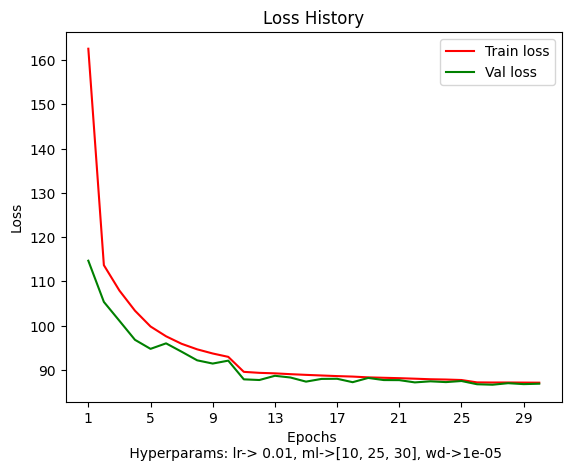 Loss History
Train loss
Val loss
160
150
140
130
120
110
100
90
Loss
1 5 9 13 17 21 25 29
Epochs
Hyperparams: lr-> 0.01, ml->[10, 25, 30], wd->1e-05